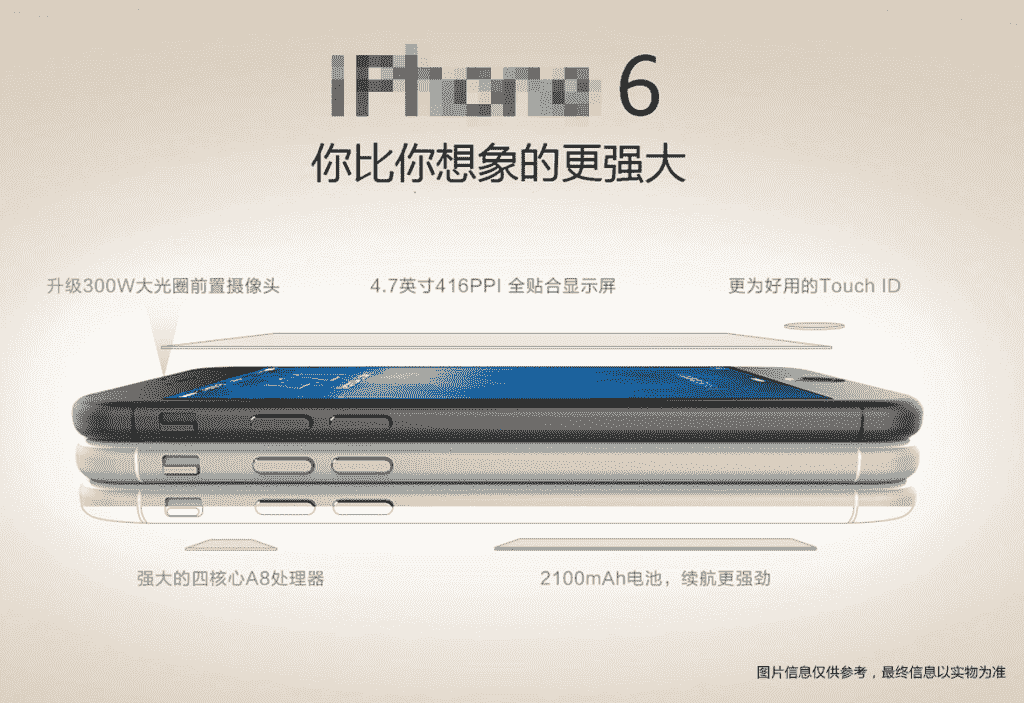 IPhone 6
你比你想象的更强大
升级300W大光圈前置摄像头
4.7英寸416PPI 全贴合显示屏
更为好用的Touch ID
强大的四核心A8处理器
2100mAh电池，续航更强劲
图片信息仅供参考，最终信息以实物为准